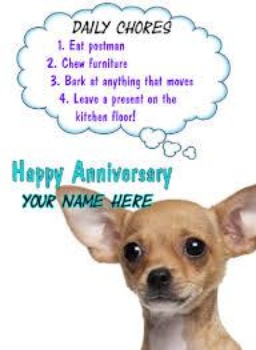 DAILY CHORES
1. Eat postman
2. Chew furniture
3. Bark at anything that moves
4. Leave a present on the
kitchen floor!
Happy Anniversary
YOUR NAME HERE